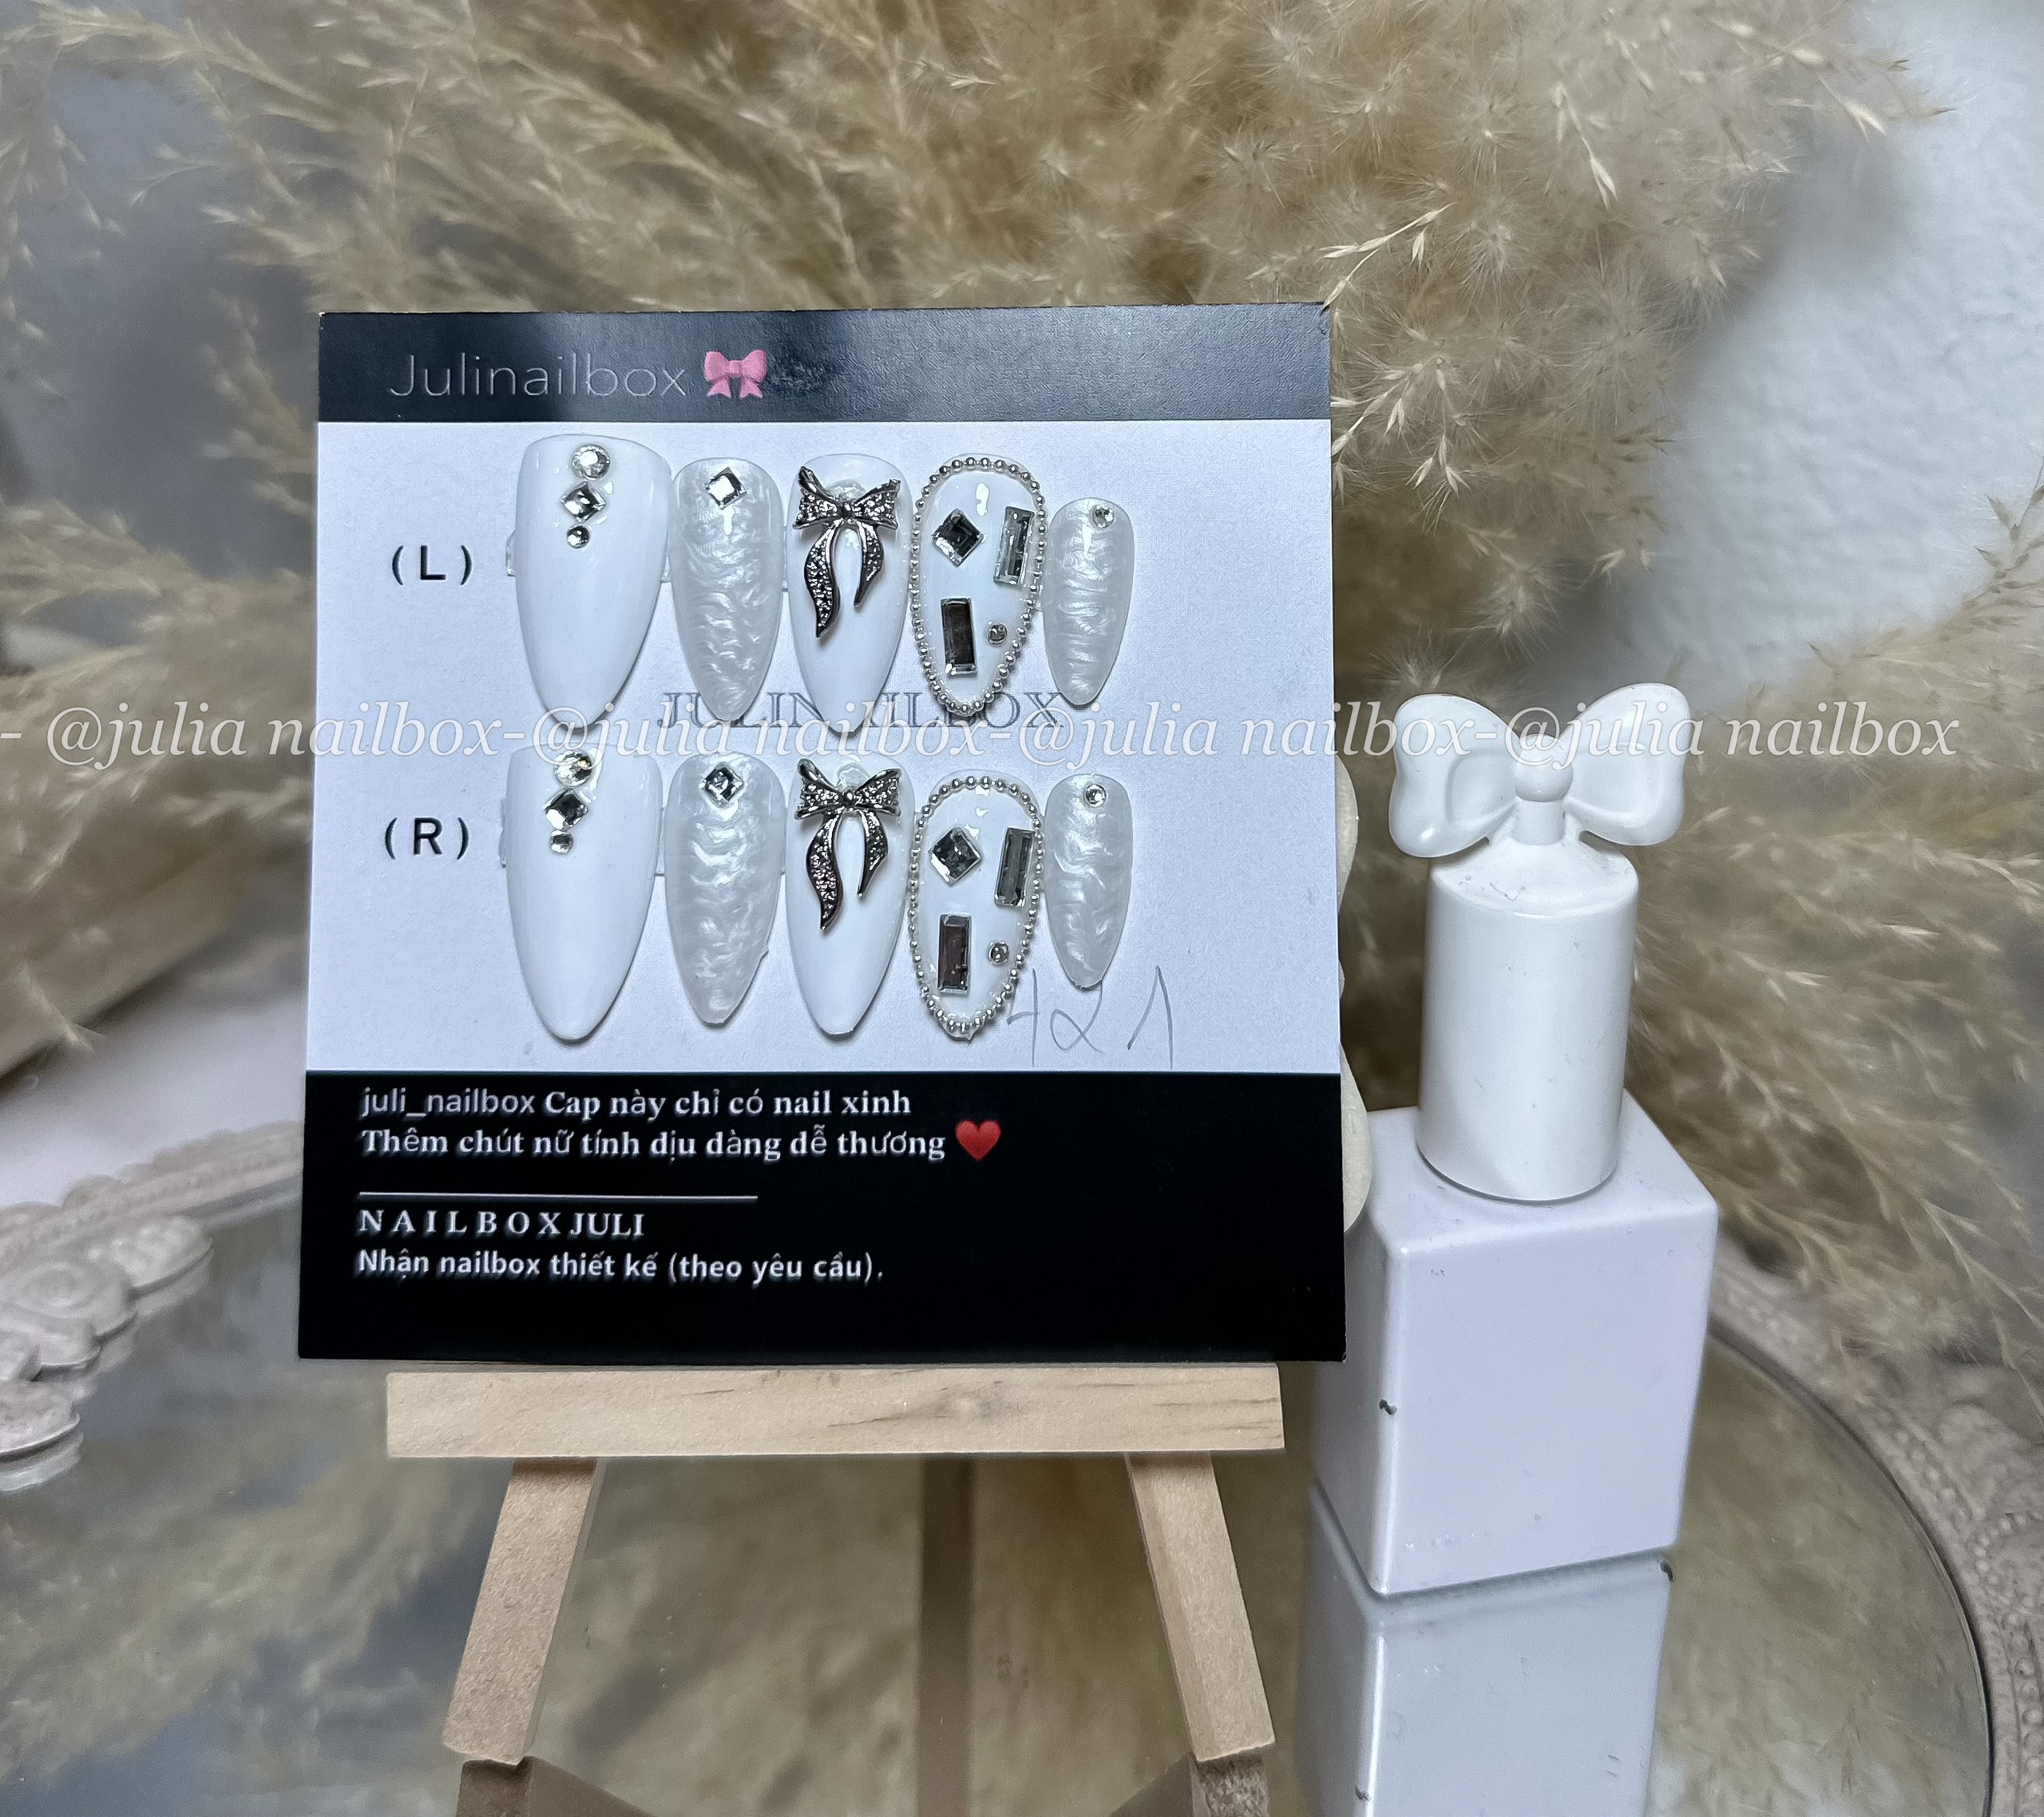 Julinailbox 🎀
(L)
JULINAILBOX
- @julia nailbox-@julia nailbox-@julia nailbox-@julia nailbox
(R)
421
juli_nailbox Cap này chỉ có nail xinh
Thêm chút nữ tính dịu dàng dễ thương ❤️
N A I L B O X JULI
Nhận nailbox thiết kế (theo yêu cầu).